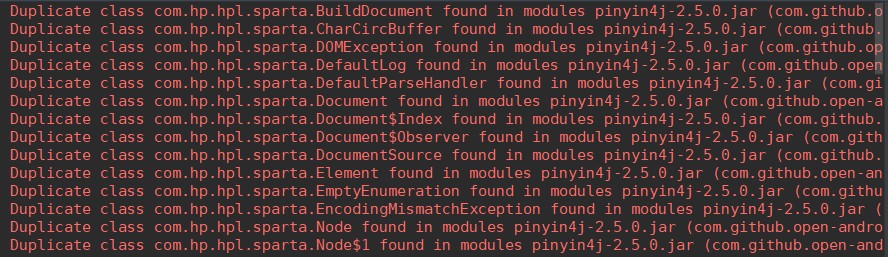 Duplicate class com.hp.hpl.sparta.BuildDocument found in modules pinyin4j-2.5.0.jar (com.github.o
Duplicate class com.hp.hpl.sparta.CharCircBuffer found in modules pinyin4j-2.5.0.jar (com.github.
Duplicate class com.hp.hpl.sparta.DOMException found in modules pinyin4j-2.5.0.jar (com.github.op
Duplicate class com.hp.hpl.sparta.DefaultLog found in modules pinyin4j-2.5.0.jar (com.github.open
Duplicate class com.hp.hpl.sparta.DefaultParseHandler found in modules pinyin4j-2.5.0.jar (com.gi
Duplicate class com.hp.hpl.sparta.Document found in modules pinyin4j-2.5.0.jar (com.github.open-a
Duplicate class com.hp.hpl.sparta.Document$Index found in modules pinyin4j-2.5.0.jar (com.github.
Duplicate class com.hp.hpl.sparta.Document$Observer found in modules pinyin4j-2.5.0.jar (com.gith
Duplicate class com.hp.hpl.sparta.DocumentSource found in modules pinyin4j-2.5.0.jar (com.github.
Duplicate class com.hp.hpl.sparta.Element found in modules pinyin4j-2.5.0.jar (com.github.open-an
Duplicate class com.hp.hpl.sparta.EmptyEnumeration found in modules pinyin4j-2.5.0.jar (com.githu
Duplicate class com.hp.hpl.sparta.EncodingMismatchException found in modules pinyin4j-2.5.0.jar (
Duplicate class com.hp.hpl.sparta.Node found in modules pinyin4j-2.5.0.jar (com.github.open-andro
Duplicate class com.hp.hpl.sparta.Node$1 found in modules pinyin4j-2.5.0.jar (com.github.open-and